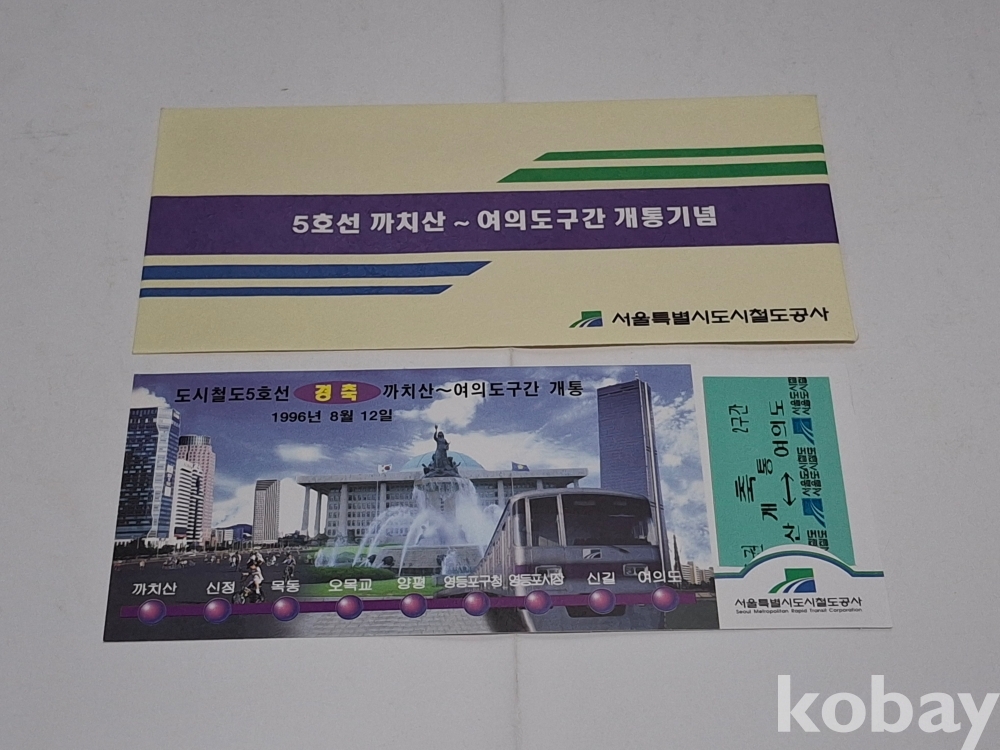 5호선 까치산 ~ 여의도구간 개통기념
서울특별시도시철도공사
도시철도5호선 경축 까치산~여의도구간 개통
1996년 8월 12일
까치산 신정 목동 오목교 양평 영등포구청 영등포시장 신길 여의도
2구간
축
개통
산↔여의도
권
서울특별시도시철도공사
Seoul Metropolitan Rapid Transit Corporation
kobay